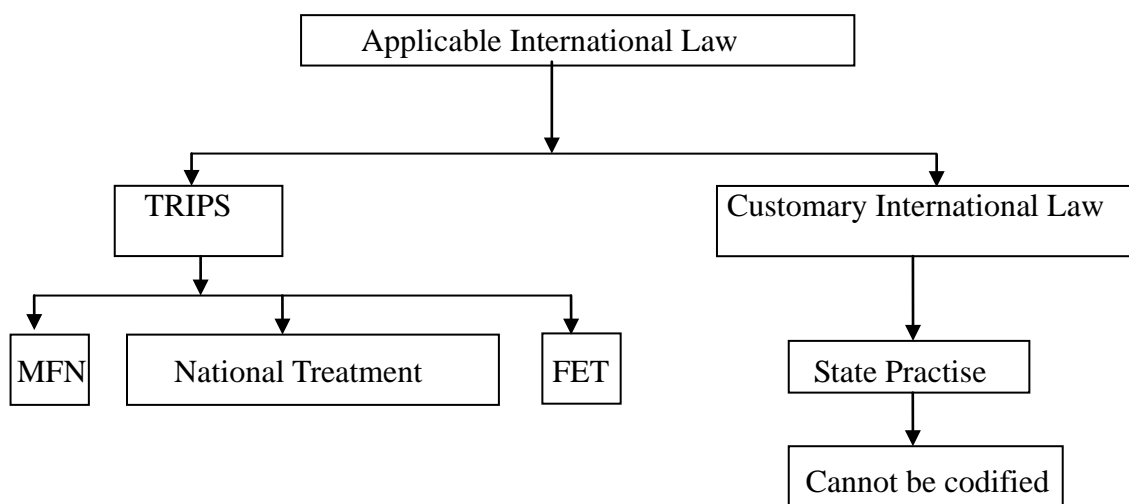 Applicable International Law
TRIPS
Customary International Law
MFN
National Treatment
FET
State Practise
Cannot be codified